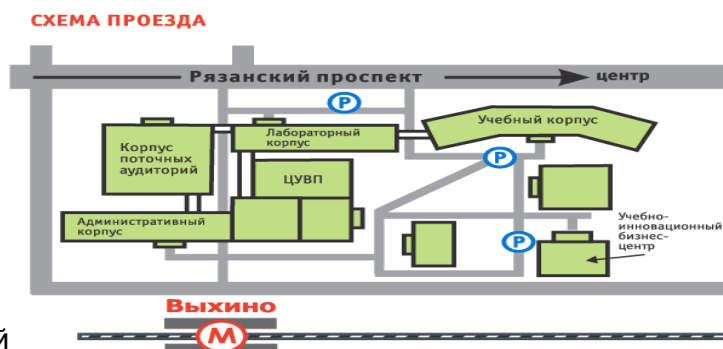 СХЕМА ПРОЕЗДА
Рязанский проспект
центр
P
Учебный корпус
Лабораторный
корпус
Корпус
поточных
аудиторий
P
ЦУВП
Административный
корпус
Учебно-
инновационный
бизнес-
центр
P
Выхино
М
й